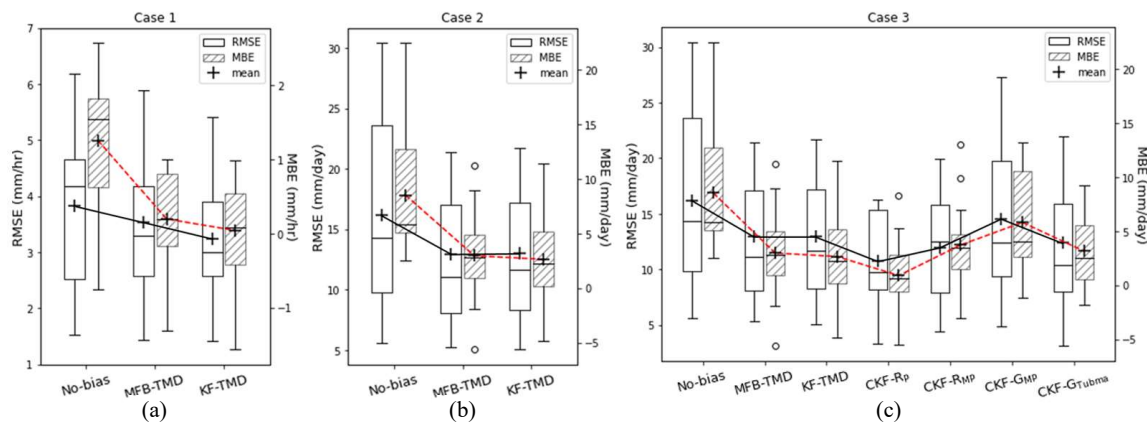 Case 1
RMSE (mm/hr)
7
6
5
4
3
2
1
RMSE
MBE
mean
2
1
0
−1
MBE (mm/hr)
No-bias
MFB-TMD
KF-TMD
(a)
Case 2
RMSE (mm/day)
30
25
20
15
10
5
RMSE
MBE
mean
20
15
10
5
0
−5
MBE (mm/day)
No-bias
MFB-TMD
KF-TMD
(b)
Case 3
RMSE (mm/day)
30
25
20
15
10
5
RMSE
MBE
mean
20
15
10
5
0
−5
MBE (mm/day)
No-bias
MFB-TMD
KF-TMD
CKF-RP
CKF-RMP
CKF-GMP
CKF-GTubma
(c)